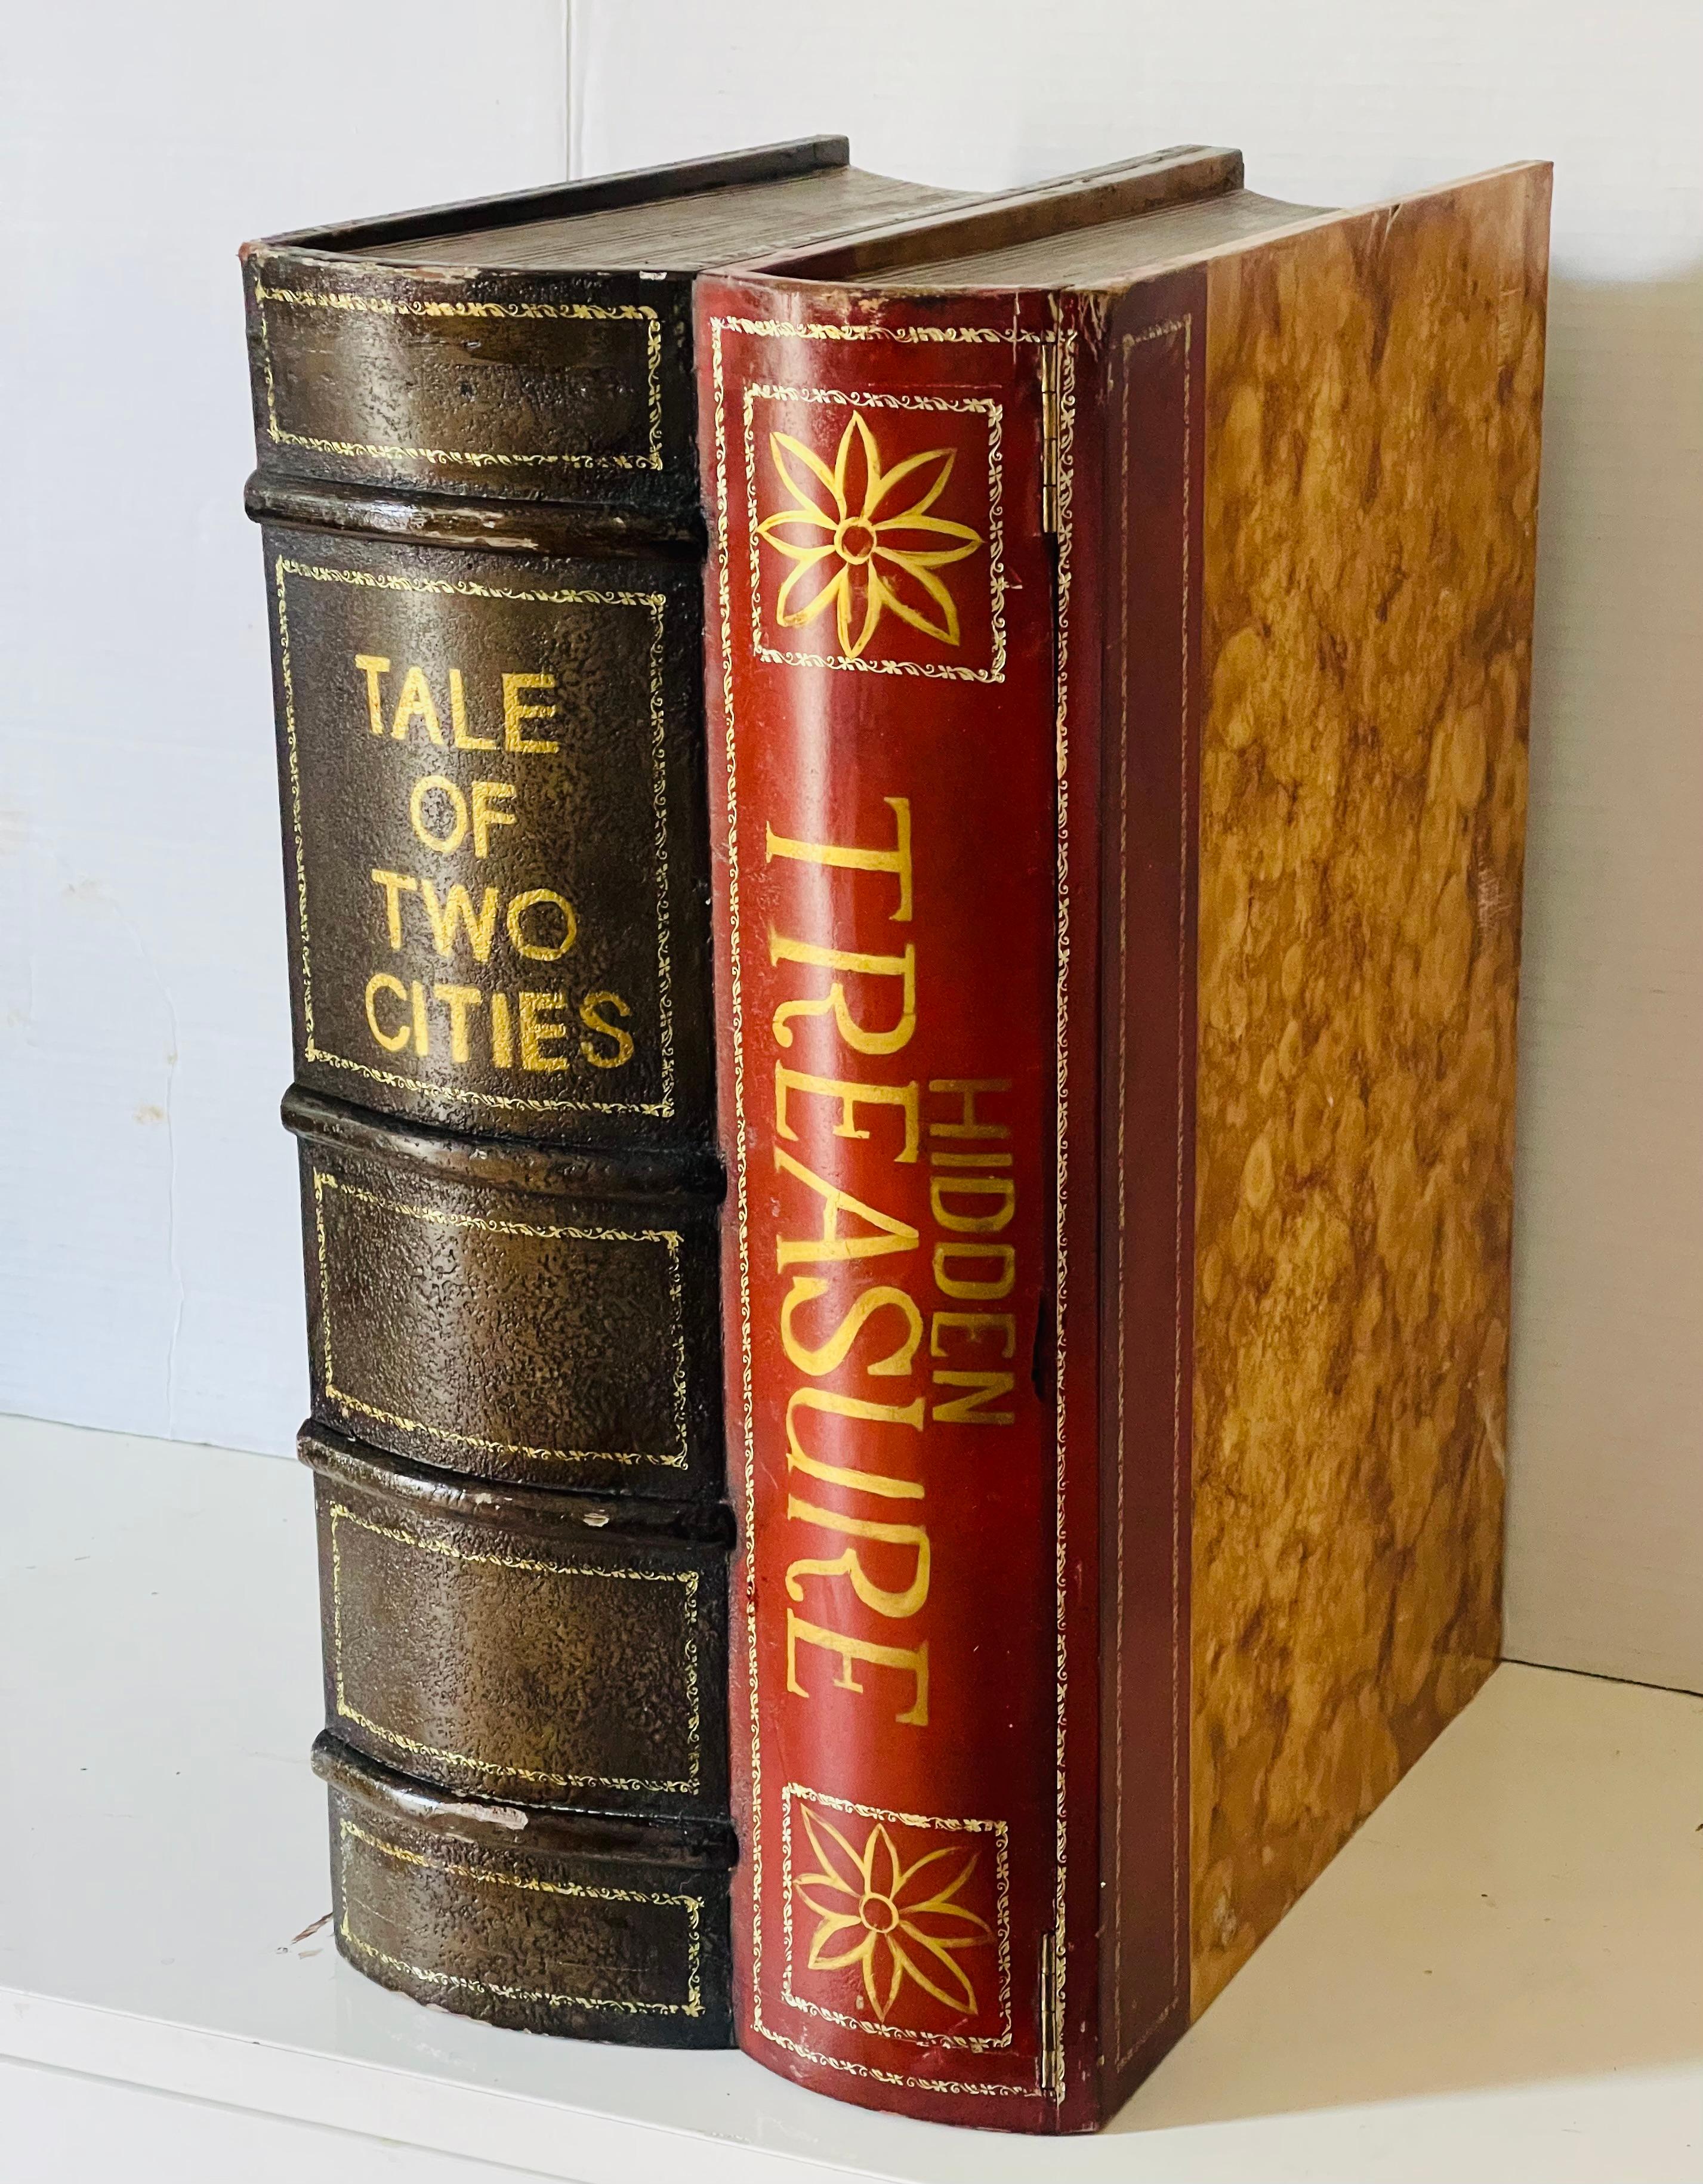 TALE
OF
TWO
CITIES
HIDDEN
TREASURE